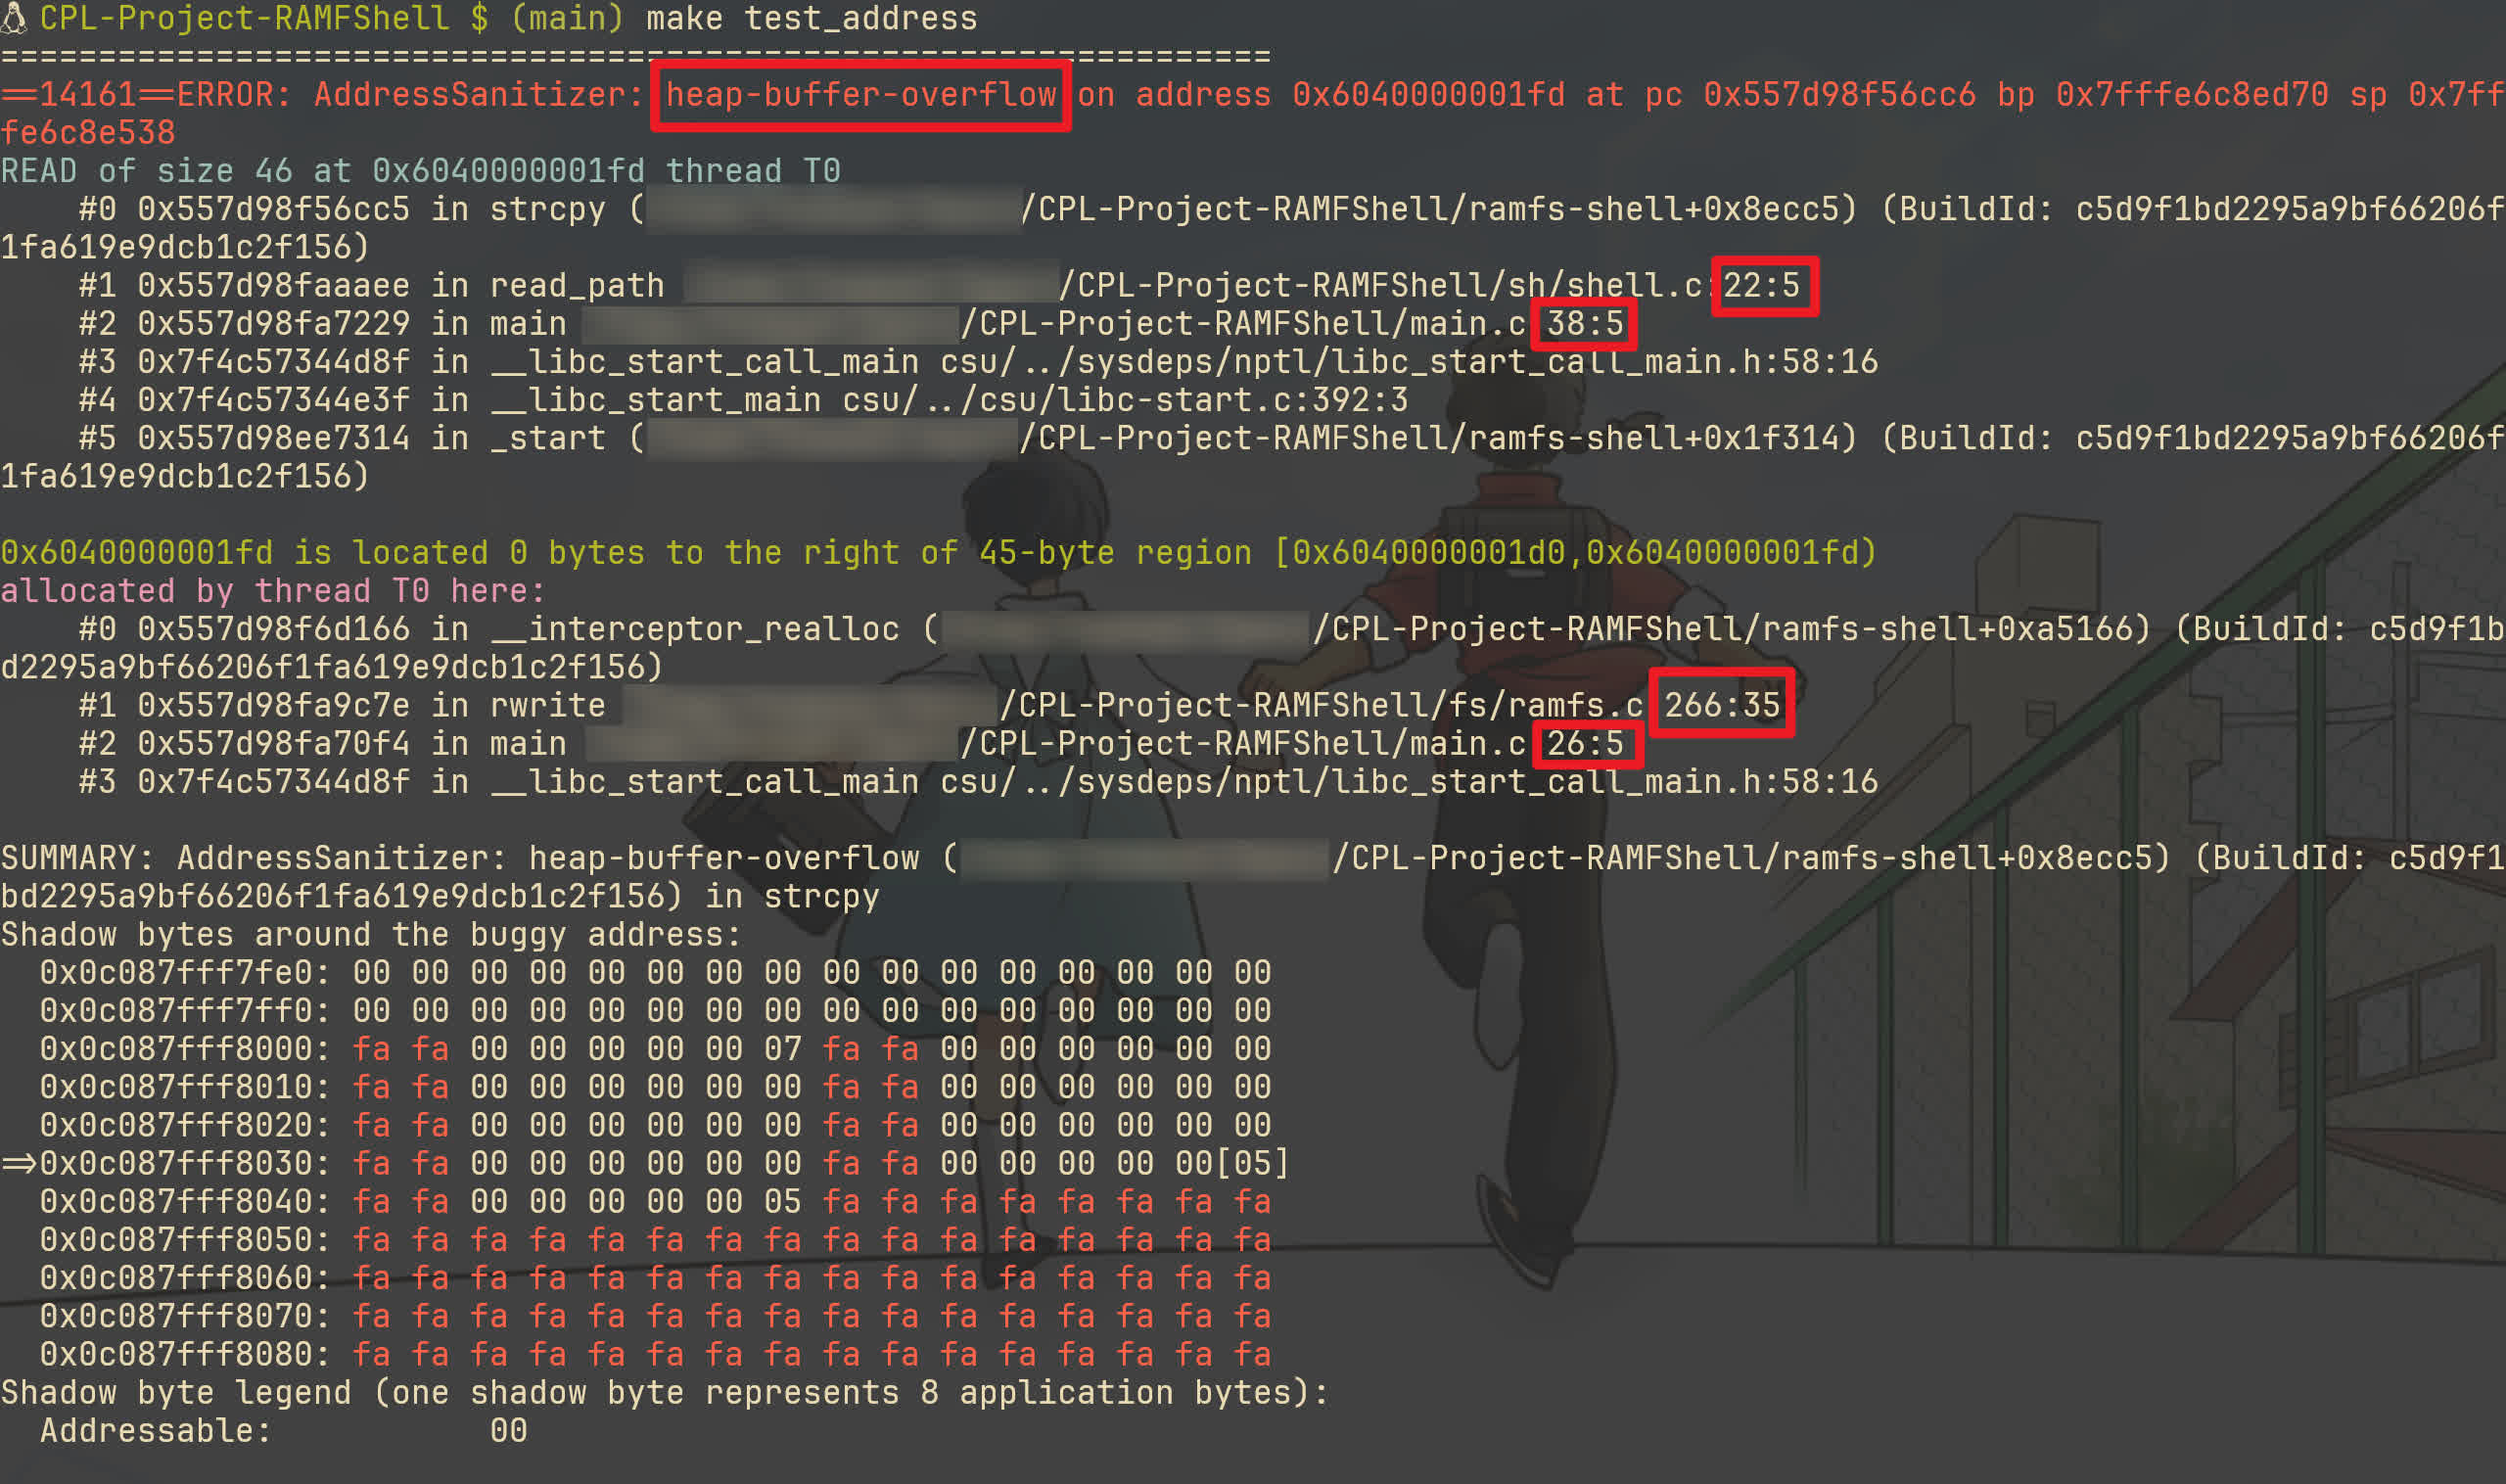 CPL-Project-RAMFShell $ (main) make test_address
=================================================================
==14161==ERROR: AddressSanitizer: heap-buffer-overflow on address 0x6040000001fd at pc 0x557d98f56cc6 bp 0x7fffe6c8ed70 sp 0x7ff
fe6c8e538
READ of size 46 at 0x6040000001fd thread T0
    #0 0x557d98f56cc5 in strcpy (/CPL-Project-RAMFShell/ramfs-shell+0x8ecc5) (BuildId: c5d9f1bd2295a9bf66206f
1fa619e9dcb1c2f156)
    #1 0x557d98faaaee in read_path /CPL-Project-RAMFShell/sh/shell.c:22:5
    #2 0x557d98fa7229 in main /CPL-Project-RAMFShell/main.c 38:5
    #3 0x7f4c57344d8f in __libc_start_call_main csu/../sysdeps/nptl/libc_start_call_main.h:58:16
    #4 0x7f4c57344e3f in __libc_start_main csu/../csu/libc-start.c:392:3
    #5 0x557d98ee7314 in _start (/CPL-Project-RAMFShell/ramfs-shell+0x1f314) (BuildId: c5d9f1bd2295a9bf66206f
1fa619e9dcb1c2f156)
0x6040000001fd is located 0 bytes to the right of 45-byte region [0x6040000001d0,0x6040000001fd)
allocated by thread T0 here:
    #0 0x557d98f6d166 in __interceptor_realloc (/CPL-Project-RAMFShell/ramfs-shell+0xa5166) (BuildId: c5d9f1b
d2295a9bf66206f1fa619e9dcb1c2f156)
    #1 0x557d98fa9c7e in rwrite /CPL-Project-RAMFShell/fs/ramfs.c 266:35
    #2 0x557d98fa70f4 in main /CPL-Project-RAMFShell/main.c 26:5
    #3 0x7f4c57344d8f in __libc_start_call_main csu/../sysdeps/nptl/libc_start_call_main.h:58:16
SUMMARY: AddressSanitizer: heap-buffer-overflow (/CPL-Project-RAMFShell/ramfs-shell+0x8ecc5) (BuildId: c5d9f1
bd2295a9bf66206f1fa619e9dcb1c2f156) in strcpy
Shadow bytes around the buggy address:
  0x0c087fff7fe0: 00 00 00 00 00 00 00 00 00 00 00 00 00 00 00 00
  0x0c087fff7ff0: 00 00 00 00 00 00 00 00 00 00 00 00 00 00 00 00
  0x0c087fff8000: fa fa 00 00 00 00 00 07 fa fa 00 00 00 00 00 00
  0x0c087fff8010: fa fa 00 00 00 00 00 00 fa fa 00 00 00 00 00 00
  0x0c087fff8020: fa fa 00 00 00 00 00 00 fa fa 00 00 00 00 00 00
=>0x0c087fff8030: fa fa 00 00 00 00 00 00 fa fa 00 00 00 00 00[05]
  0x0c087fff8040: fa fa 00 00 00 00 00 05 fa fa fa fa fa fa fa fa
  0x0c087fff8050: fa fa fa fa fa fa fa fa fa fa fa fa fa fa fa fa
  0x0c087fff8060: fa fa fa fa fa fa fa fa fa fa fa fa fa fa fa fa
  0x0c087fff8070: fa fa fa fa fa fa fa fa fa fa fa fa fa fa fa fa
  0x0c087fff8080: fa fa fa fa fa fa fa fa fa fa fa fa fa fa fa fa
Shadow byte legend (one shadow byte represents 8 application bytes):
  Addressable:           00